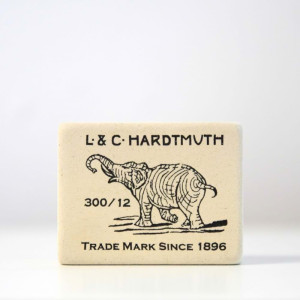 L·& C·HARDTMUTH
300/12
TRADE MARK SINCE 1896